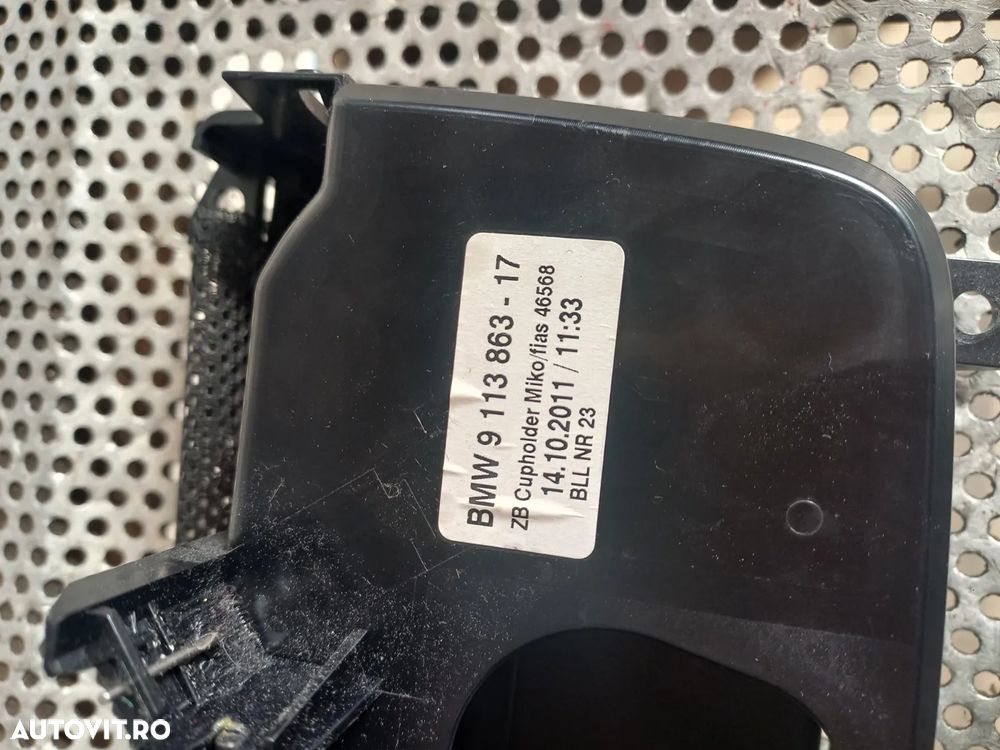 BMW 9 113 863 - 17
ZB Cupholder Miko/flas 46568
14.10.2011 / 11:33
BLL NR 23
AUTOVIT.RO